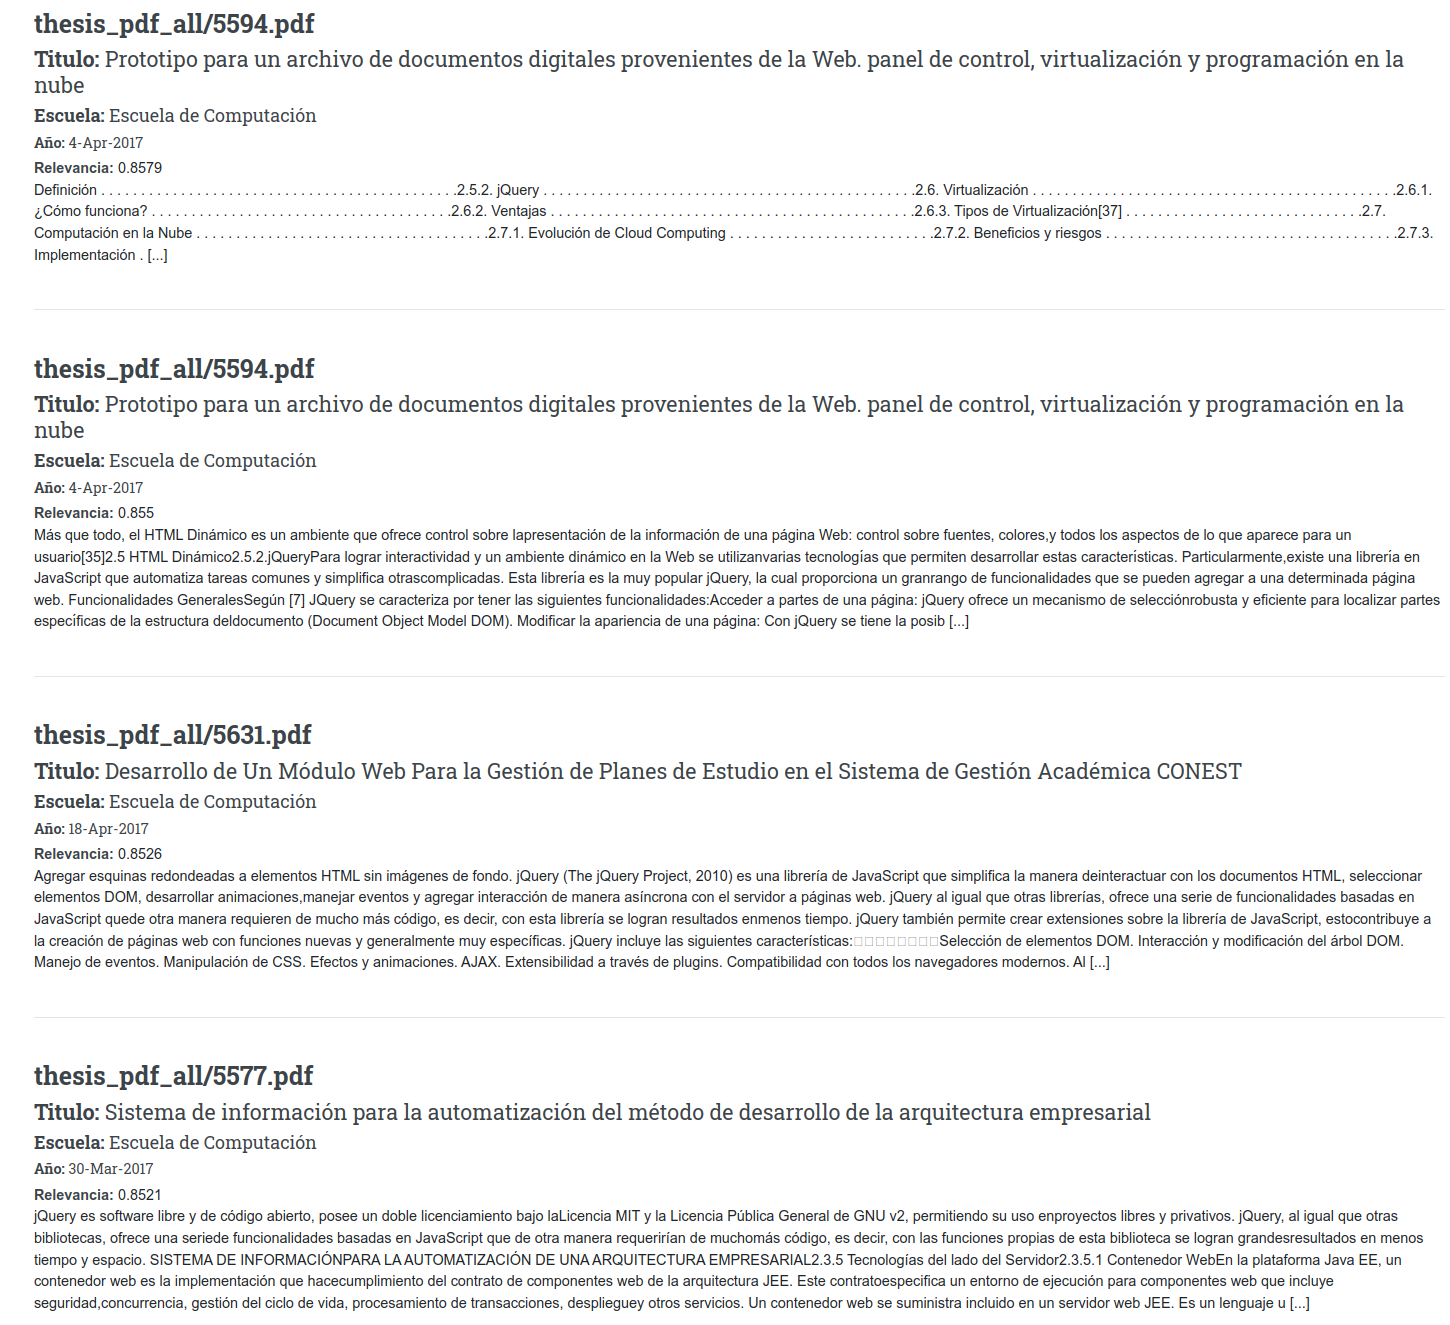 thesis_pdf_all/5594.pdf
Titulo: Prototipo para un archivo de documentos digitales provenientes de la Web. panel de control, virtualización y programación en la
nube
Escuela: Escuela de Computación
Año: 4-Apr-2017
Relevancia: 0.8579
Definición . . . . . . . . . . . . . . . . . . . . . . . . . . . . . . . . . . . . . . . . . . . .2.5.2. jQuery . . . . . . . . . . . . . . . . . . . . . . . . . . . . . . . . . . . . . . . . . . . . . .2.6. Virtualización . . . . . . . . . . . . . . . . . . . . . . . . . . . . . . . . . . . . . . . . . . . . .2.6.1.
¿Cómo funciona? . . . . . . . . . . . . . . . . . . . . . . . . . . . . . . . . . . . . .2.6.2. Ventajas . . . . . . . . . . . . . . . . . . . . . . . . . . . . . . . . . . . . . . . . . . . . .2.6.3. Tipos de Virtualización[37] . . . . . . . . . . . . . . . . . . . . . . . . . . . . .2.7.
Computación en la Nube . . . . . . . . . . . . . . . . . . . . . . . . . . . . . . . . . . . .2.7.1. Evolución de Cloud Computing . . . . . . . . . . . . . . . . . . . . . . . . .2.7.2. Beneficios y riesgos . . . . . . . . . . . . . . . . . . . . . . . . . . . . . . . . . . . .2.7.3.
Implementación . [...]
thesis_pdf_all/5594.pdf
Titulo: Prototipo para un archivo de documentos digitales provenientes de la Web. panel de control, virtualización y programación en la
nube
Escuela: Escuela de Computación
Año: 4-Apr-2017
Relevancia: 0.855
Más que todo, el HTML Dinámico es un ambiente que ofrece control sobre lapresentación de la información de una página Web: control sobre fuentes, colores,y todos los aspectos de lo que aparece para un
usuario[35]2.5 HTML Dinámico2.5.2.jQueryPara lograr interactividad y un ambiente dinámico en la Web se utilizanvarias tecnologías que permiten desarrollar estas características. Particularmente,existe una librería en
JavaScript que automatiza tareas comunes y simplifica otrascomplicadas. Esta librería es la muy popular jQuery, la cual proporciona un granrango de funcionalidades que se pueden agregar a una determinada página
web. Funcionalidades GeneralesSegún [7] JQuery se caracteriza por tener las siguientes funcionalidades:Acceder a partes de una página: jQuery ofrece un mecanismo de selecciónrobusta y eficiente para localizar partes
específicas de la estructura deldocumento (Document Object Model DOM). Modificar la apariencia de una página: Con jQuery se tiene la posib [...]
thesis_pdf_all/5631.pdf
Titulo: Desarrollo de Un Módulo Web Para la Gestión de Planes de Estudio en el Sistema de Gestión Académica CONEST
Escuela: Escuela de Computación
Año: 18-Apr-2017
Relevancia: 0.8526
Agregar esquinas redondeadas a elementos HTML sin imágenes de fondo. jQuery (The jQuery Project, 2010) es una librería de JavaScript que simplifica la manera deinteractuar con los documentos HTML, seleccionar
elementos DOM, desarrollar animaciones,manejar eventos y agregar interacción de manera asíncrona con el servidor a páginas web. jQuery al igual que otras librerías, ofrece una serie de funcionalidades basadas en
JavaScript quede otra manera requieren de mucho más código, es decir, con esta librería se logran resultados enmenos tiempo. jQuery también permite crear extensiones sobre la librería de JavaScript, estocontribuye a
la creación de páginas web con funciones nuevas y generalmente muy específicas. jQuery incluye las siguientes características:□□□□□□□□Selección de elementos DOM. Interacción y modificación del árbol DOM.
Manejo de eventos. Manipulación de CSS. Efectos y animaciones. AJAX. Extensibilidad a través de plugins. Compatibilidad con todos los navegadores modernos. Al [...]
thesis_pdf_all/5577.pdf
Titulo: Sistema de información para la automatización del método de desarrollo de la arquitectura empresarial
Escuela: Escuela de Computación
Año: 30-Mar-2017
Relevancia: 0.8521
jQuery es software libre y de código abierto, posee un doble licenciamiento bajo laLicencia MIT y la Licencia Pública General de GNU v2, permitiendo su uso enproyectos libres y privativos. jQuery, al igual que otras
bibliotecas, ofrece una seriede funcionalidades basadas en JavaScript que de otra manera requerirían de muchomás código, es decir, con las funciones propias de esta biblioteca se logran grandesresultados en menos
tiempo y espacio. SISTEMA DE INFORMACIÓNPARA LA AUTOMATIZACIÓN DE UNA ARQUITECTURA EMPRESARIAL2.3.5 Tecnologías del lado del Servidor2.3.5.1 Contenedor WebEn la plataforma Java EE, un
contenedor web es la implementación que hacecumplimiento del contrato de componentes web de la arquitectura JEE. Este contratoespecifica un entorno de ejecución para componentes web que incluye
seguridad,concurrencia, gestión del ciclo de vida, procesamiento de transacciones, desplieguey otros servicios. Un contenedor web se suministra incluido en un servidor web JEE. Es un lenguaje u [...]